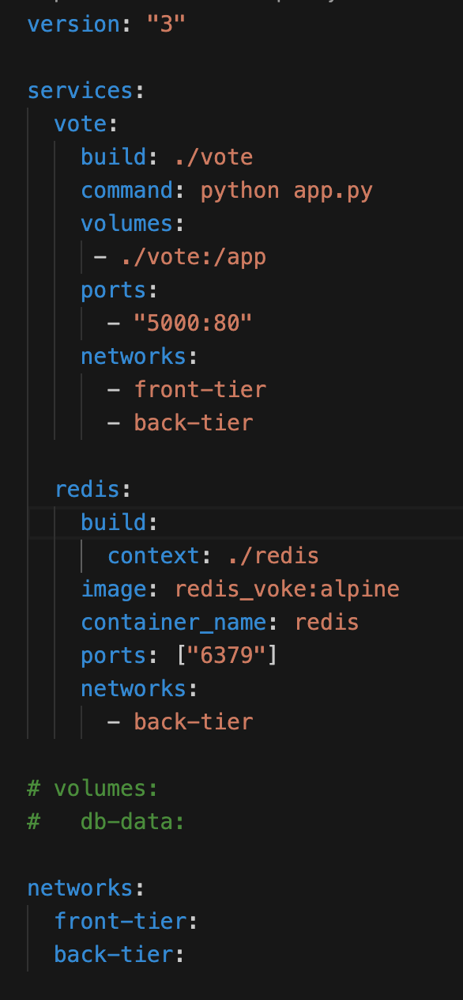 version: "3"
services:
  vote:
    build: ./vote
    command: python app.py
    volumes:
     - ./vote:/app
    ports:
      - "5000:80"
    networks:
      - front-tier
      - back-tier
  redis:
    build:
      context: ./redis
    image: redis_voke:alpine
    container_name: redis
    ports: ["6379"]
    networks:
      - back-tier
# volumes:
#   db-data:
networks:
  front-tier:
  back-tier: